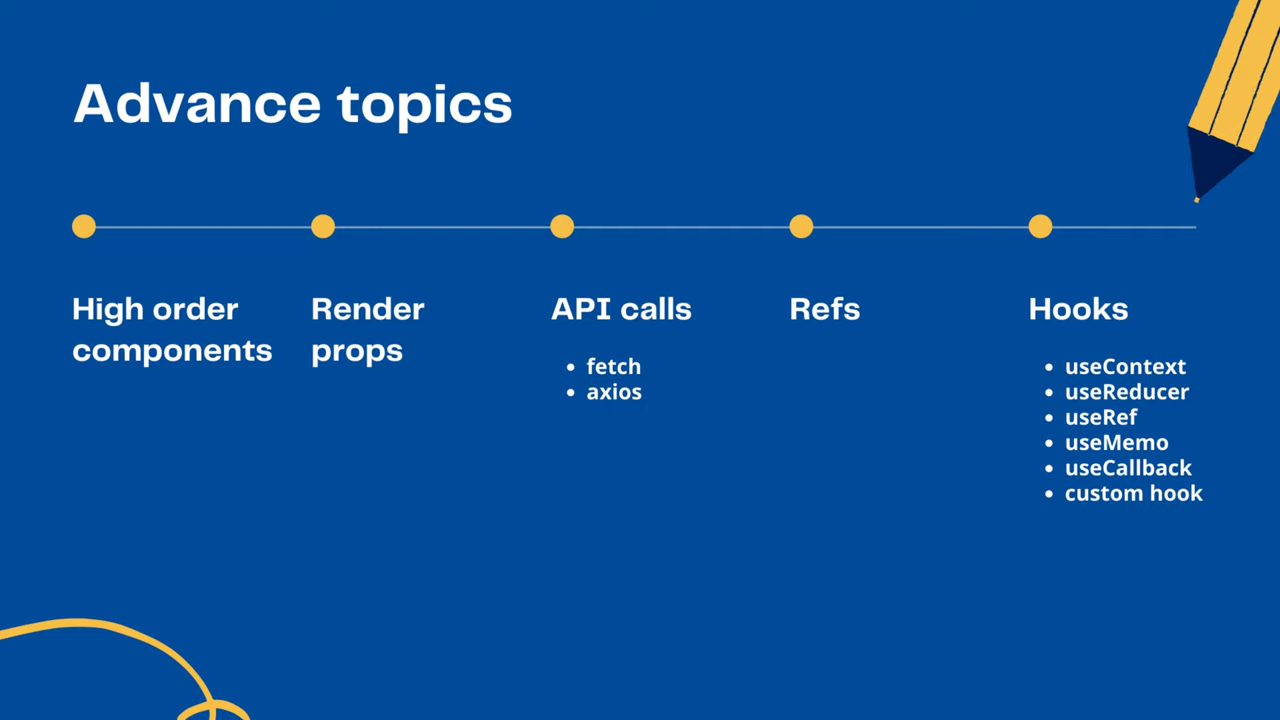 Advance topics
High order
components
Render
props
API calls
• fetch
• axios
Refs
Hooks
• useContext
• useReducer
• useRef
• useMemo
• useCallback
• custom hook